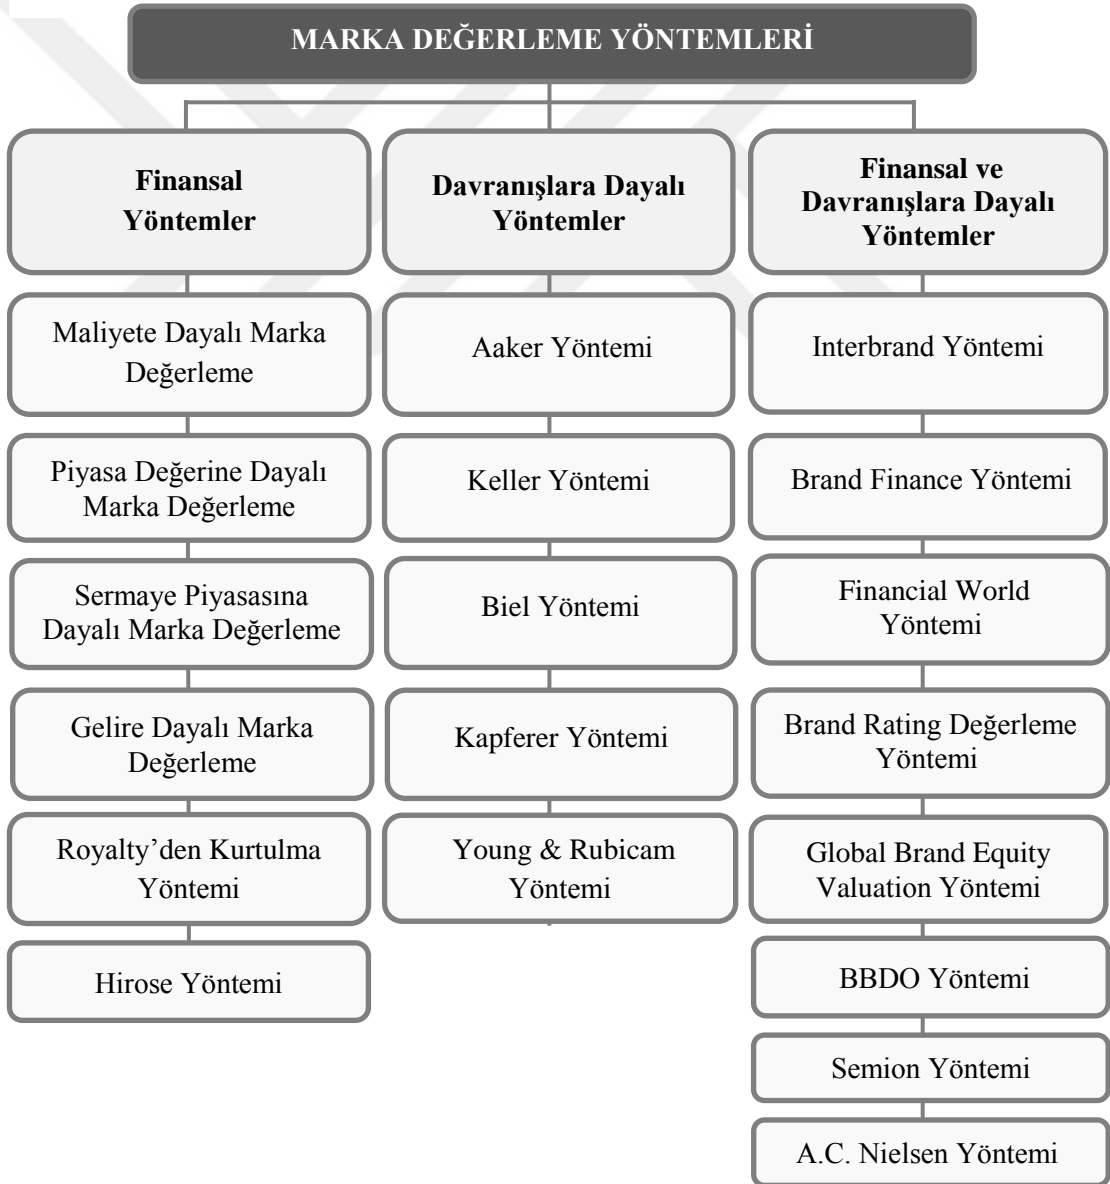 MARKA DEĞERLEME YÖNTEMLERİ
Finansal
Yöntemler
Maliyete Dayalı Marka
Değerleme
Piyasa Değerine Dayalı
Marka Değerleme
Sermaye Piyasasına
Dayalı Marka Değerleme
Gelire Dayalı Marka
Değerleme
Royalty’den Kurtulma
Yöntemi
Hirose Yöntemi
Davranışlara Dayalı
Yöntemler
Aaker Yöntemi
Keller Yöntemi
Biel Yöntemi
Kapferer Yöntemi
Young & Rubicam
Yöntemi
Finansal ve
Davranışlara Dayalı
Yöntemler
Interbrand Yöntemi
Brand Finance Yöntemi
Financial World
Yöntemi
Brand Rating Değerleme
Yöntemi
Global Brand Equity
Valuation Yöntemi
BBDO Yöntemi
Semion Yöntemi
A.C. Nielsen Yöntemi